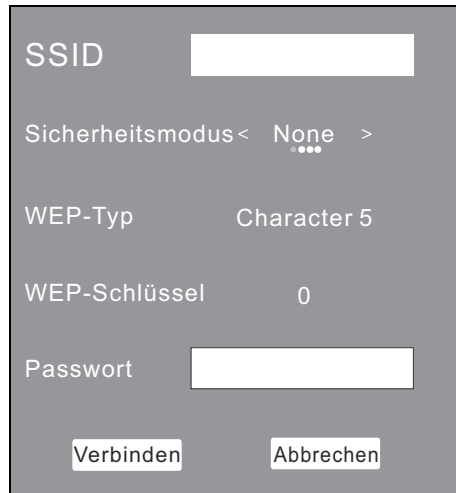 SSID
Sicherheitsmodus < None >
WEP-Typ Character 5
WEP-Schlüssel 0
Passwort
Verbinden Abbrechen